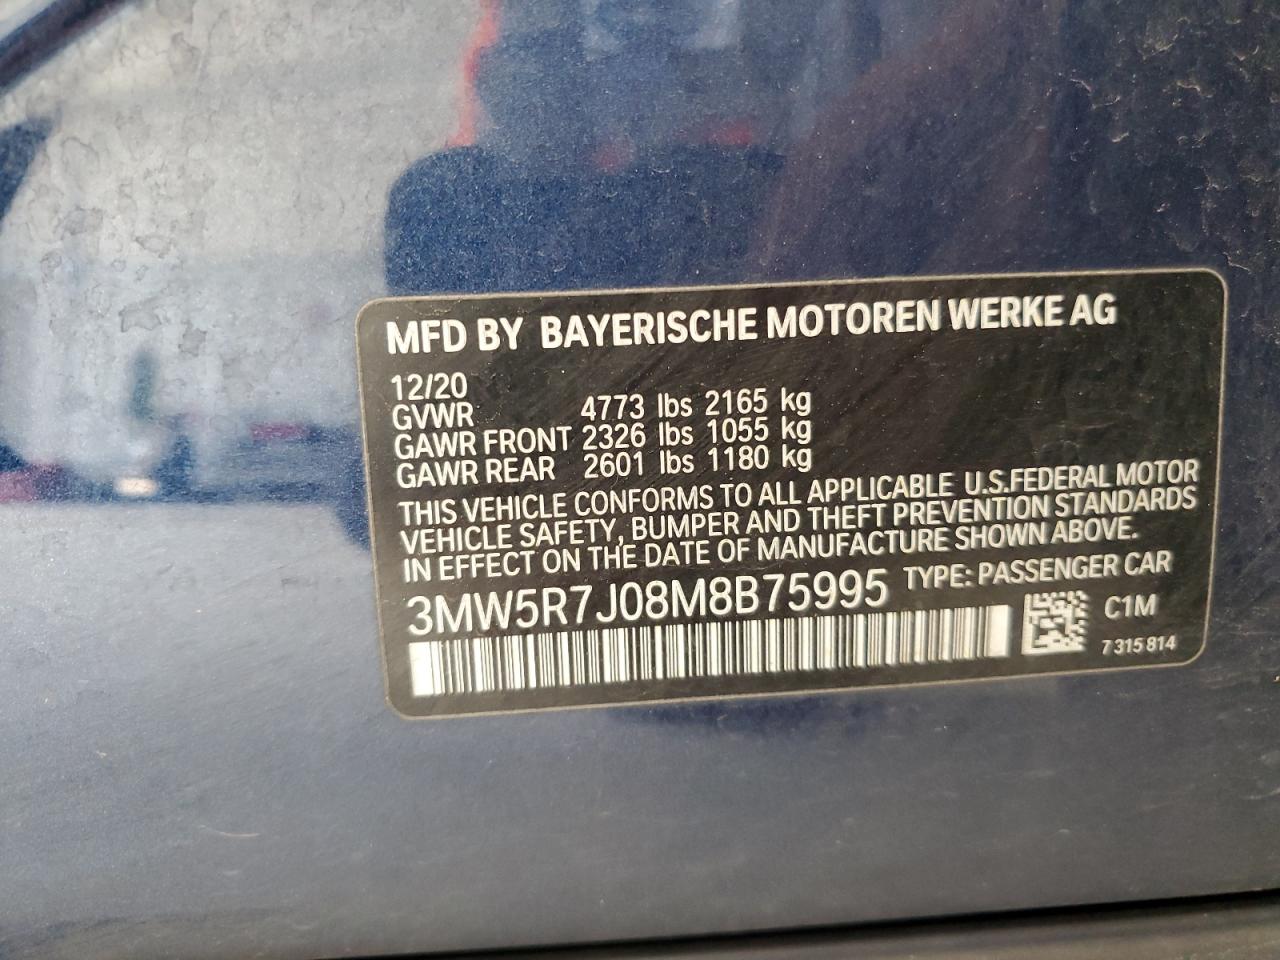 MFD BY BAYERISCHE MOTOREN WERKE AG
12/20
GVWR 4773 lbs 2165 kg
GAWR FRONT 2326 lbs 1055 kg
GAWR REAR 2601 lbs 1180 kg
THIS VEHICLE CONFORMS TO ALL APPLICABLE U.S.FEDERAL MOTOR
VEHICLE SAFETY, BUMPER AND THEFT PREVENTION STANDARDS
IN EFFECT ON THE DATE OF MANUFACTURE SHOWN ABOVE.
3MW5R7J08M8B75995 TYPE: PASSENGER CAR
C1M
7 315 814